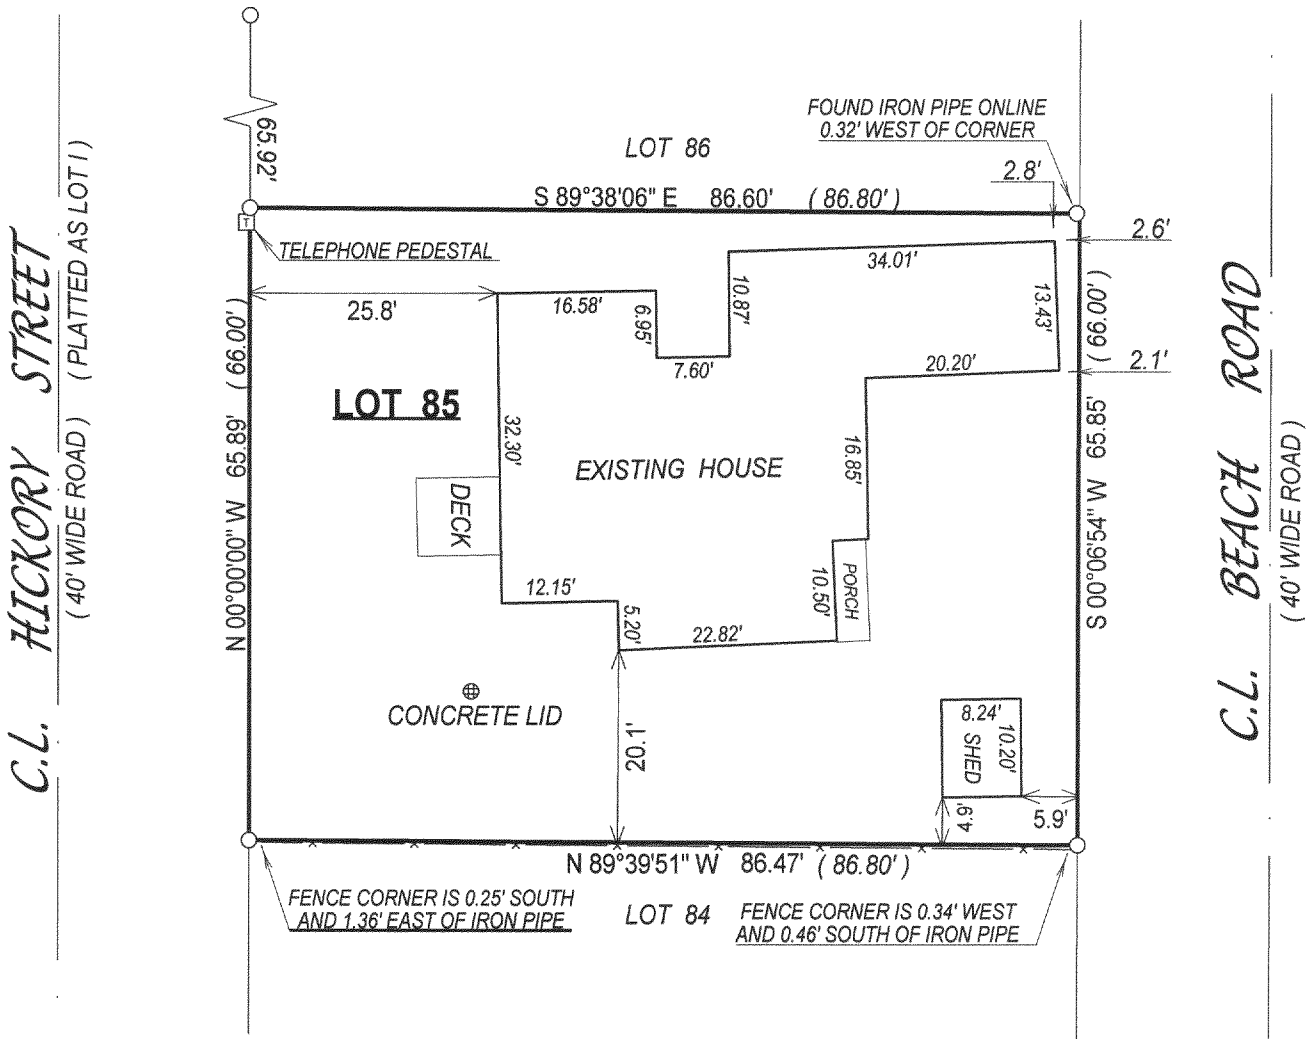 FOUND IRON PIPE ONLINE
0.32' WEST OF CORNER
65.92'
LOT 86
2.8'
S 89°38'06" E 86.60' ( 86.80' )
T
TELEPHONE PEDESTAL
2.6'
34.01'
25.8'
16.58'
6.95'
10.87'
13.43'
7.60'
20.20'
2.1'
C.L. HICKORY STREET
( 40' WIDE ROAD ) ( PLATTED AS LOT I )
N 00°00'00" W 65.89' ( 66.00' )
LOT 85
32.30'
EXISTING HOUSE
16.85'
S 00°06'54" W 65.85' ( 66.00' )
C.L. BEACH ROAD
( 40' WIDE ROAD )
DECK
12.15'
5.20'
22.82'
10.50'
PORCH
CONCRETE LID
20.1'
8.24'
10.20'
SHED
4.9'
5.9'
N 89°39'51" W 86.47' ( 86.80' )
FENCE CORNER IS 0.25' SOUTH
AND 1.36' EAST OF IRON PIPE
LOT 84
FENCE CORNER IS 0.34' WEST
AND 0.46' SOUTH OF IRON PIPE